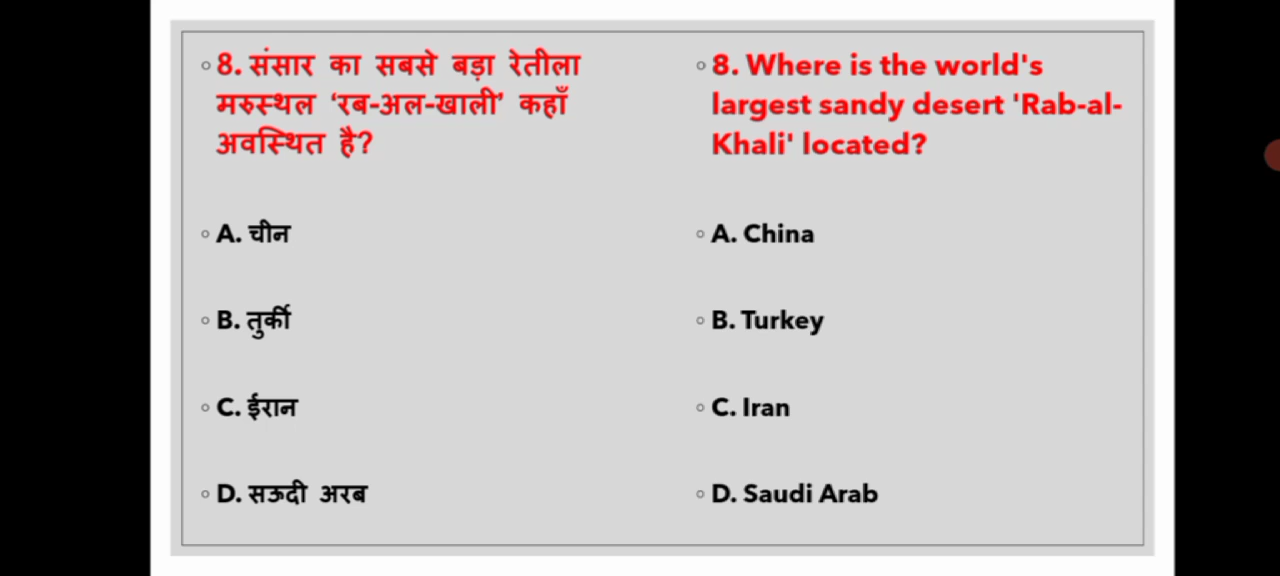 8. संसार का सबसे बड़ा रेतीला
मरुस्थल ‘रब-अल-खाली’ कहाँ
अवस्थित है?
A. चीन
B. तुर्की
C. ईरान
D. सऊदी अरब
8. Where is the world's
largest sandy desert 'Rab-al-
Khali' located?
A. China
B. Turkey
C. Iran
D. Saudi Arab